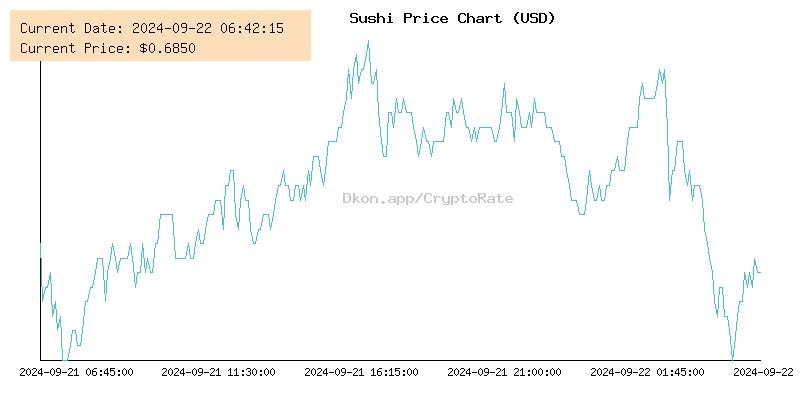 Sushi Price Chart (USD)
Current Date: 2024-09-22 06:42:15
Current Price: $0.6850
Dkon.app/CryptoRate
2024-09-21 06:45:00 2024-09-21 11:30:00 2024-09-21 16:15:00 2024-09-21 21:00:00 2024-09-22 01:45:00 2024-09-22